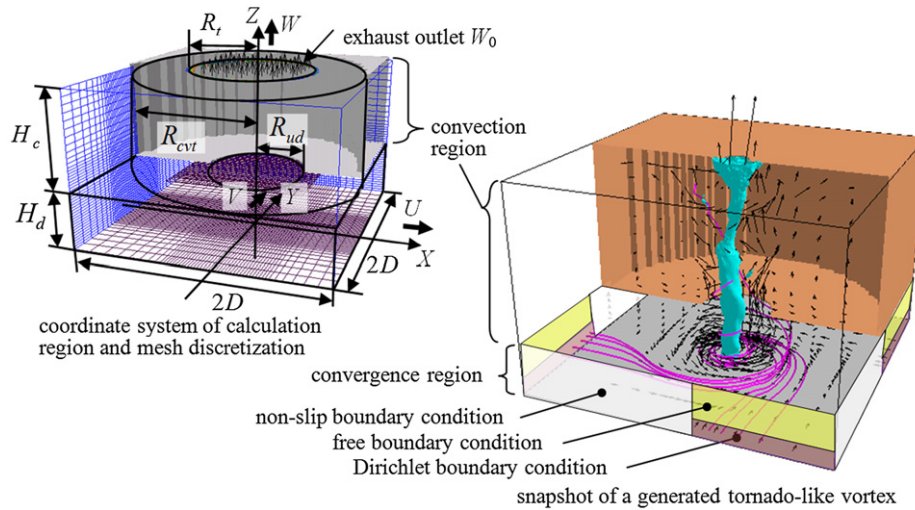 R_t
Z
W
exhaust outlet W_0
H_c
R_cvt
R_ud
convection
region
H_d
V
Y
U
X
2D
2D
coordinate system of calculation
region and mesh discretization
convergence region
non-slip boundary condition
free boundary condition
Dirichlet boundary condition
snapshot of a generated tornado-like vortex